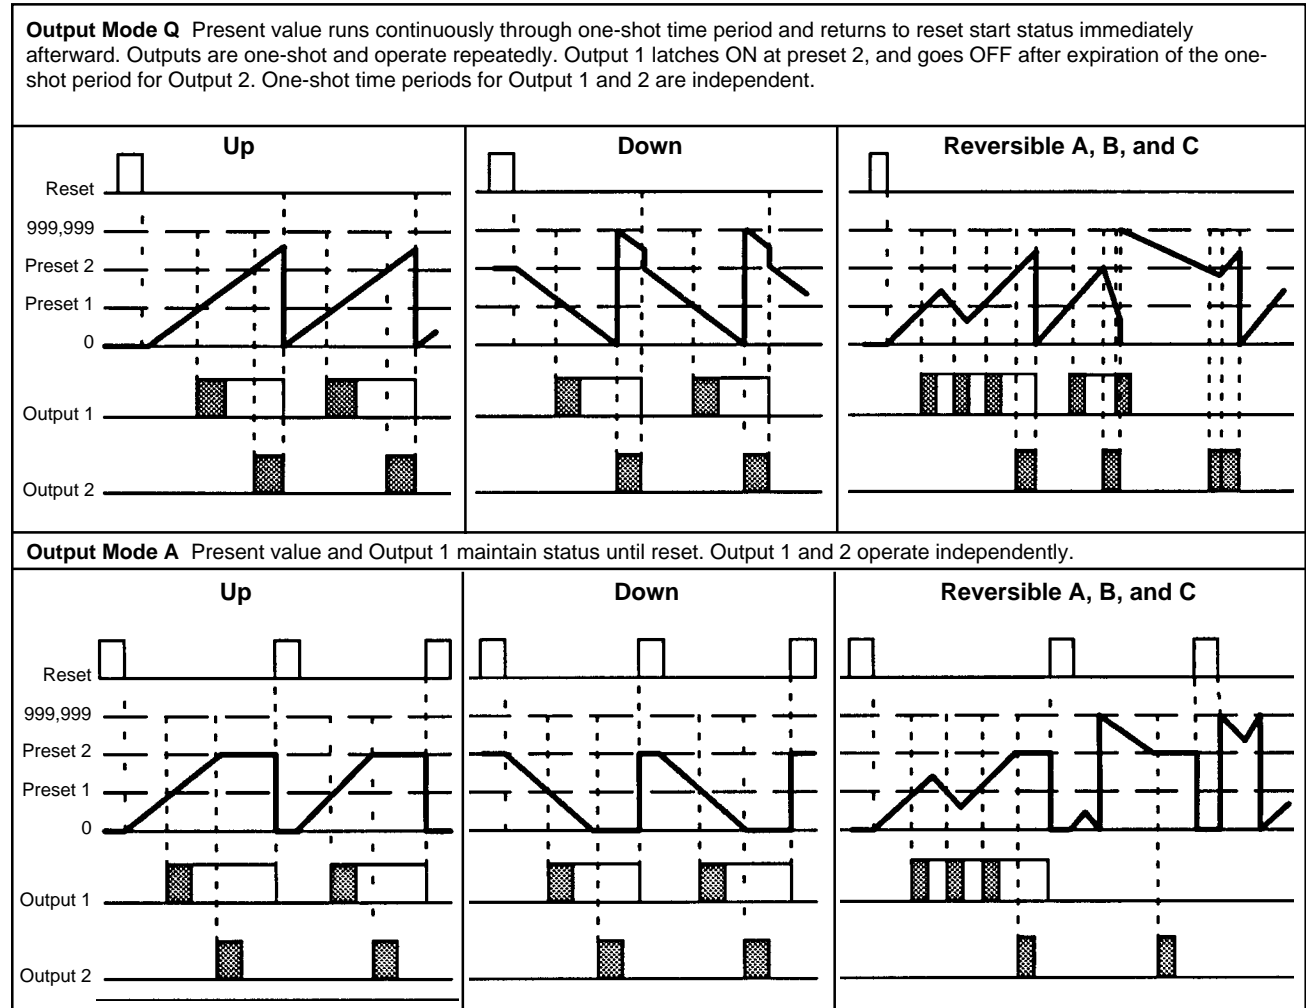 Output Mode Q Present value runs continuously through one-shot time period and returns to reset start status immediately
afterward. Outputs are one-shot and operate repeatedly. Output 1 latches ON at preset 2, and goes OFF after expiration of the one-
shot period for Output 2. One-shot time periods for Output 1 and 2 are independent.
Up
Down
Reversible A, B, and C
Reset
999,999
Preset 2
Preset 1
0
Output 1
Output 2
Output Mode A Present value and Output 1 maintain status until reset. Output 1 and 2 operate independently.
Up
Down
Reversible A, B, and C
Reset
999,999
Preset 2
Preset 1
0
Output 1
Output 2